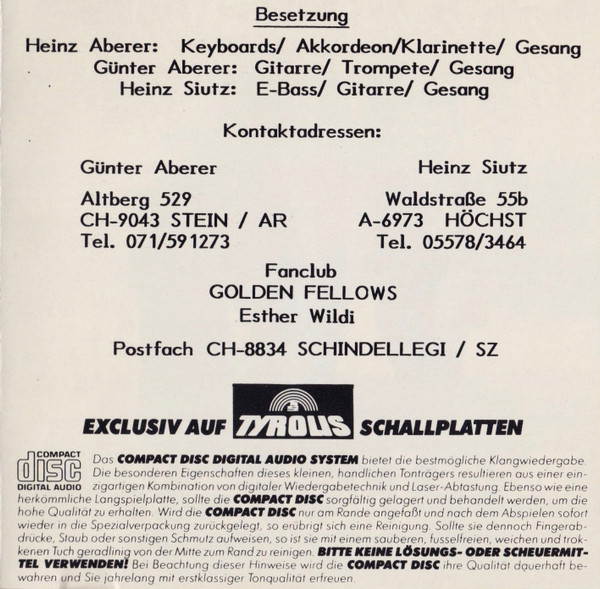 Besetzung
Heinz Aberer: Keyboards/ Akkordeon/Klarinette/ Gesang
Günter Aberer: Gitarre/ Trompete/ Gesang
Heinz Siutz: E-Bass/ Gitarre/ Gesang
Kontaktadressen:
Günter Aberer
Altberg 529
CH-9043 STEIN / AR
Tel. 071/591273
Heinz Siutz
Waldstraße 55b
A-6973 HÖCHST
Tel. 05578/3464
Fanclub
GOLDEN FELLOWS
Esther Wildi
Postfach CH-8834 SCHINDELLEGI / SZ
EXCLUSIV AUF TYROLIS SCHALLPLATTEN
COMPACT
disc
DIGITAL AUDIO
Das COMPACT DISC DIGITAL AUDIO SYSTEM bietet die bestmögliche Klangwiedergabe.
Die besonderen Eigenschaften dieses kleinen, handlichen Tonträgers resultieren aus einer ein-
zigartigen Kombination von digitaler Wiedergabetechnik und Laser-Abtastung. Ebenso wie eine
herkömmliche Langspielplatte, sollte die COMPACT DISC sorgfältig gelagert und behandelt werden, um die
hohe Qualität zu erhalten. Wird die COMPACT DISC nur am Rande angefaßt und nach dem Abspielen sofort
wieder in die Spezialverpackung zurückgelegt, so erübrigt sich eine Reinigung. Sollte sie dennoch Fingerab-
drücke, Staub oder sonstigen Schmutz aufweisen, so ist sie mit einem sauberen, fusselfreien, weichen und trok-
kenen Tuch geradlinig von der Mitte zum Rand zu reinigen. BITTE KEINE LÖSUNGS- ODER SCHEUERMIT-
TEL VERWENDEN! Bei Beachtung dieser Hinweise wird die COMPACT DISC ihre Qualität dauerhaft be-
wahren und Sie jahrelang mit erstklassiger Tonqualität erfreuen.